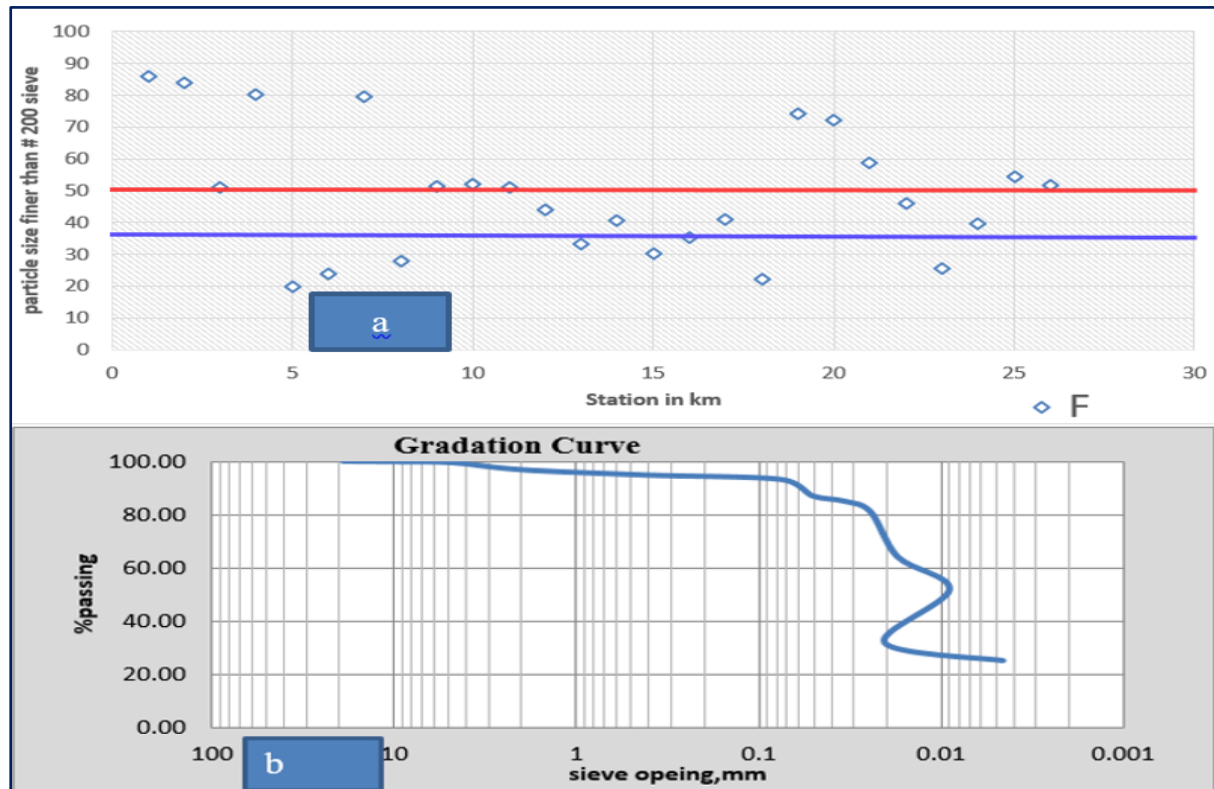 100
90
80
70
60
50
40
30
20
10
0
particle size finer than # 200 sieve
a
0 5 10 15 20 25 30
Station in km
F
Gradation Curve
100.00
80.00
60.00
40.00
20.00
0.00
%passing
100 10 1 0.1 0.01 0.001
b
sieve opeing,mm